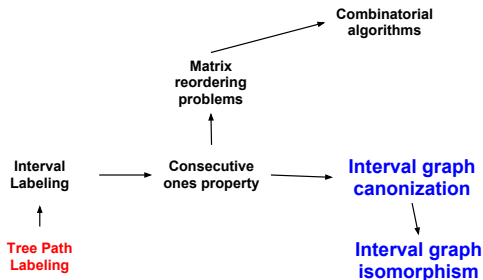 Combinatorial
algorithms
Matrix
reordering
problems
Interval
Labeling
Consecutive
ones property
Interval graph
canonization
Tree Path
Labeling
Interval graph
isomorphism